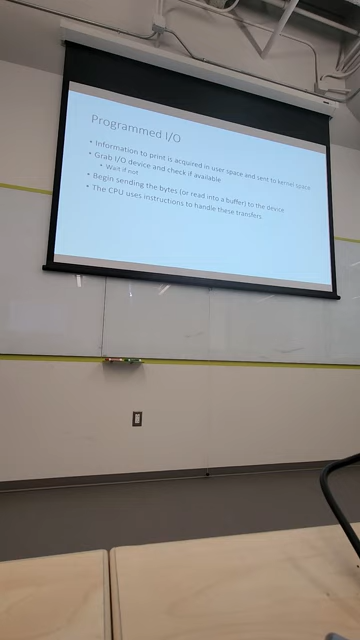 Programmed I/O
• Information to print is acquired in user space and sent to kernel space
• Grab I/O device and check if available
• Wait if not
• Begin sending the bytes (or read into a buffer) to the device
• The CPU uses instructions to handle these transfers